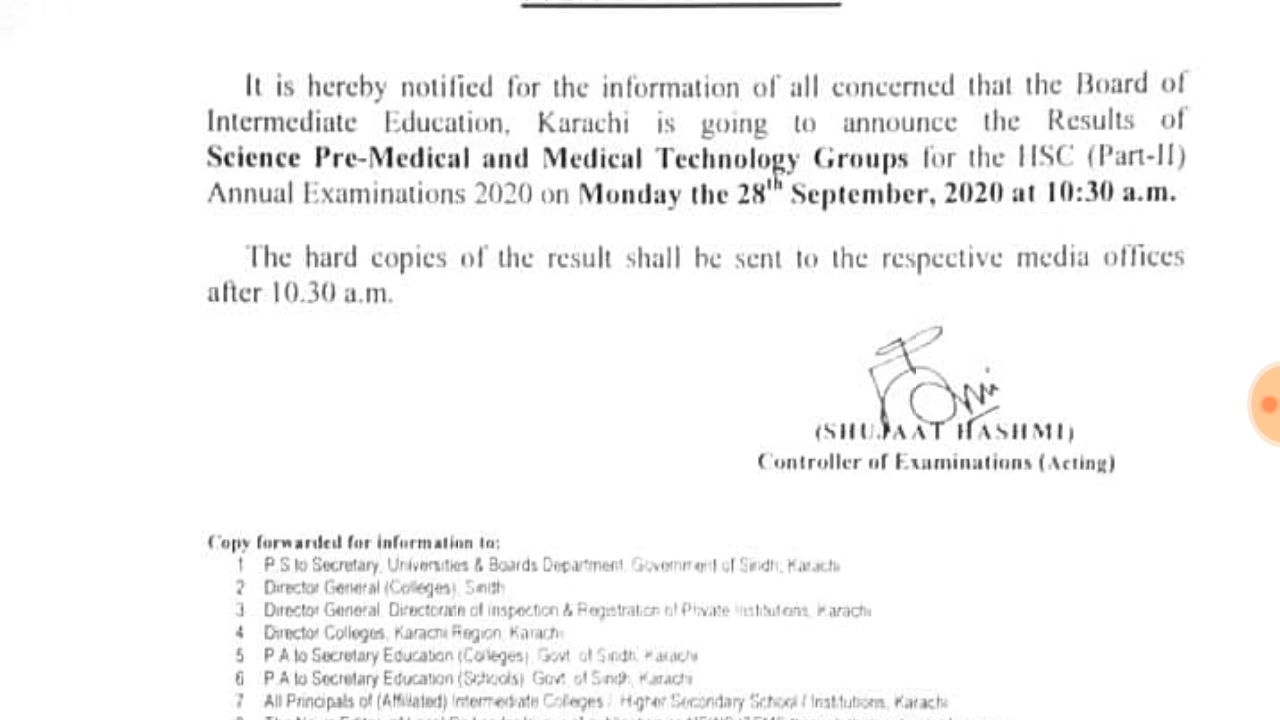 It is hereby notified for the information of all concerned that the Board of
Intermediate Education, Karachi is going to announce the Results of
Science Pre-Medical and Medical Technology Groups for the HSC (Part-II)
Annual Examinations 2020 on Monday the 28th September, 2020 at 10:30 a.m.
The hard copies of the result shall be sent to the respective media offices
after 10.30 a.m.
(SHUJAAT HASHMI)
Controller of Examinations (Acting)
Copy forwarded for information to:
1 P.S to Secretary, Universities & Boards Department, Government of Sindh, Karachi
2 Director General (Colleges), Sindh
3 Director General, Directorate of Inspection & Registration of Private Institutions, Karachi
4 Director Colleges, Karachi Region, Karachi
5 P.A to Secretary Education (Colleges), Govt. of Sindh, Karachi
6 P.A to Secretary Education (Schools) Govt. of Sindh, Karachi
7 All Principals of (Affiliated) Intermediate Colleges / Higher Secondary School / Institutions, Karachi